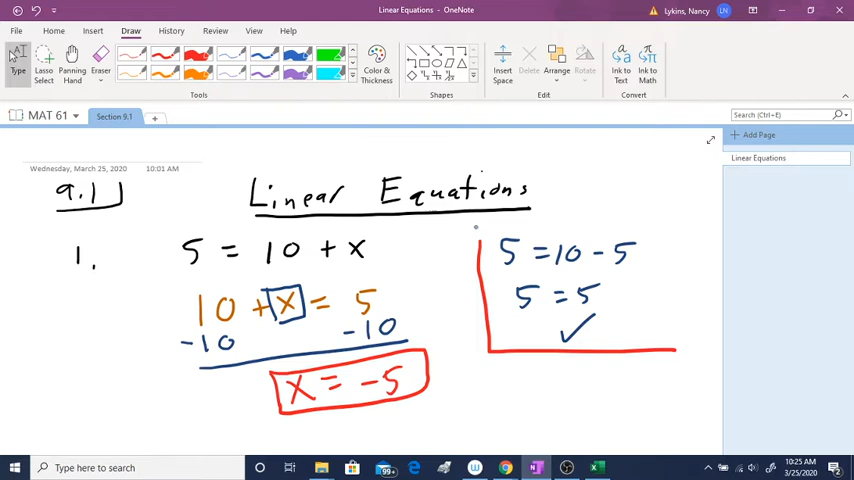 Linear Equations - OneNote
Lykins, Nancy LN
File Home Insert Draw History Review View
Type Lasso Select Panning Hand Eraser Color & Thickness Insert Space Delete Arrange Rotate Ink to Text Ink to Math
Tools Shapes Edit Convert
MAT 61 Section 9.1 Search (Ctrl+E)
Add Page
Linear Equations
Wednesday, March 25, 2020 10:01 AM
9.1 Linear Equations
1. 5 = 10 + x
10 + x = 5
-10 -10
x = -5
5 = 10 - 5
5 = 5
✓
Type here to search 99+ 10:25 AM
3/25/2020 2